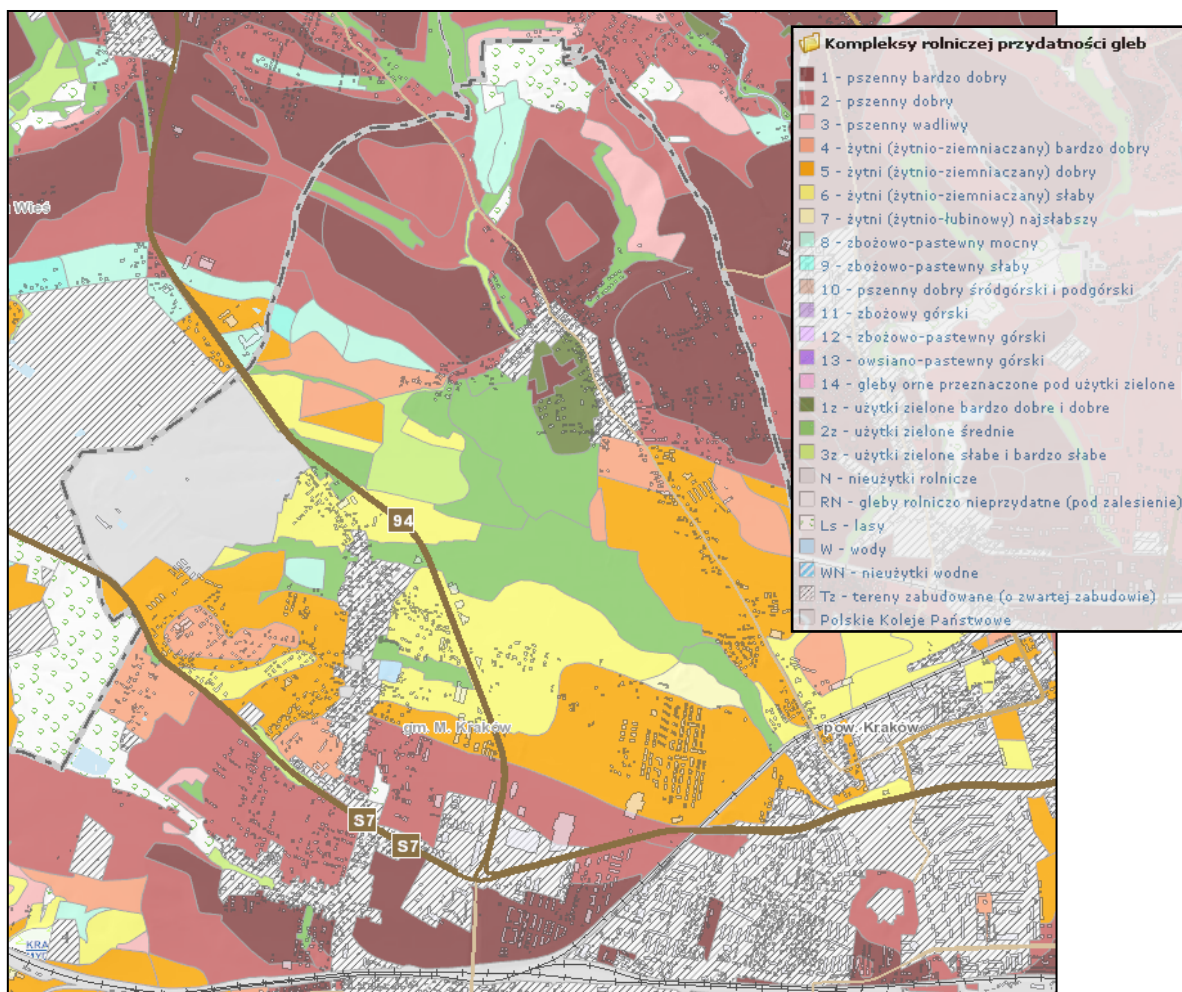 Kompleksy rolniczej przydatności gleb
1 - pszenny bardzo dobry
2 - pszenny dobry
3 - pszenny wadliwy
4 - żytni (żytnio-ziemniaczany) bardzo dobry
5 - żytni (żytnio-ziemniaczany) dobry
6 - żytni (żytnio-ziemniaczany) słaby
7 - żytni (żytnio-łubinowy) najsłabszy
8 - zbożowo-pastewny mocny
9 - zbożowo-pastewny słaby
10 - pszenny dobry śródgórski i podgórski
11 - zbożowy górski
12 - zbożowo-pastewny górski
13 - owsiano-pastewny górski
14 - gleby orne przeznaczone pod użytki zielone
1z - użytki zielone bardzo dobre i dobre
2z - użytki zielone średnie
3z - użytki zielone słabe i bardzo słabe
N - nieużytki rolnicze
RN - gleby rolniczo nieprzydatne (pod zalesienie)
Ls - lasy
W - wody
WN - nieużytki wodne
Tz - tereny zabudowane (o zwartej zabudowie)
Polskie Koleje Państwowe
Wieś
94
gm. M. Kraków
pow. Kraków
S7
S7
KRA